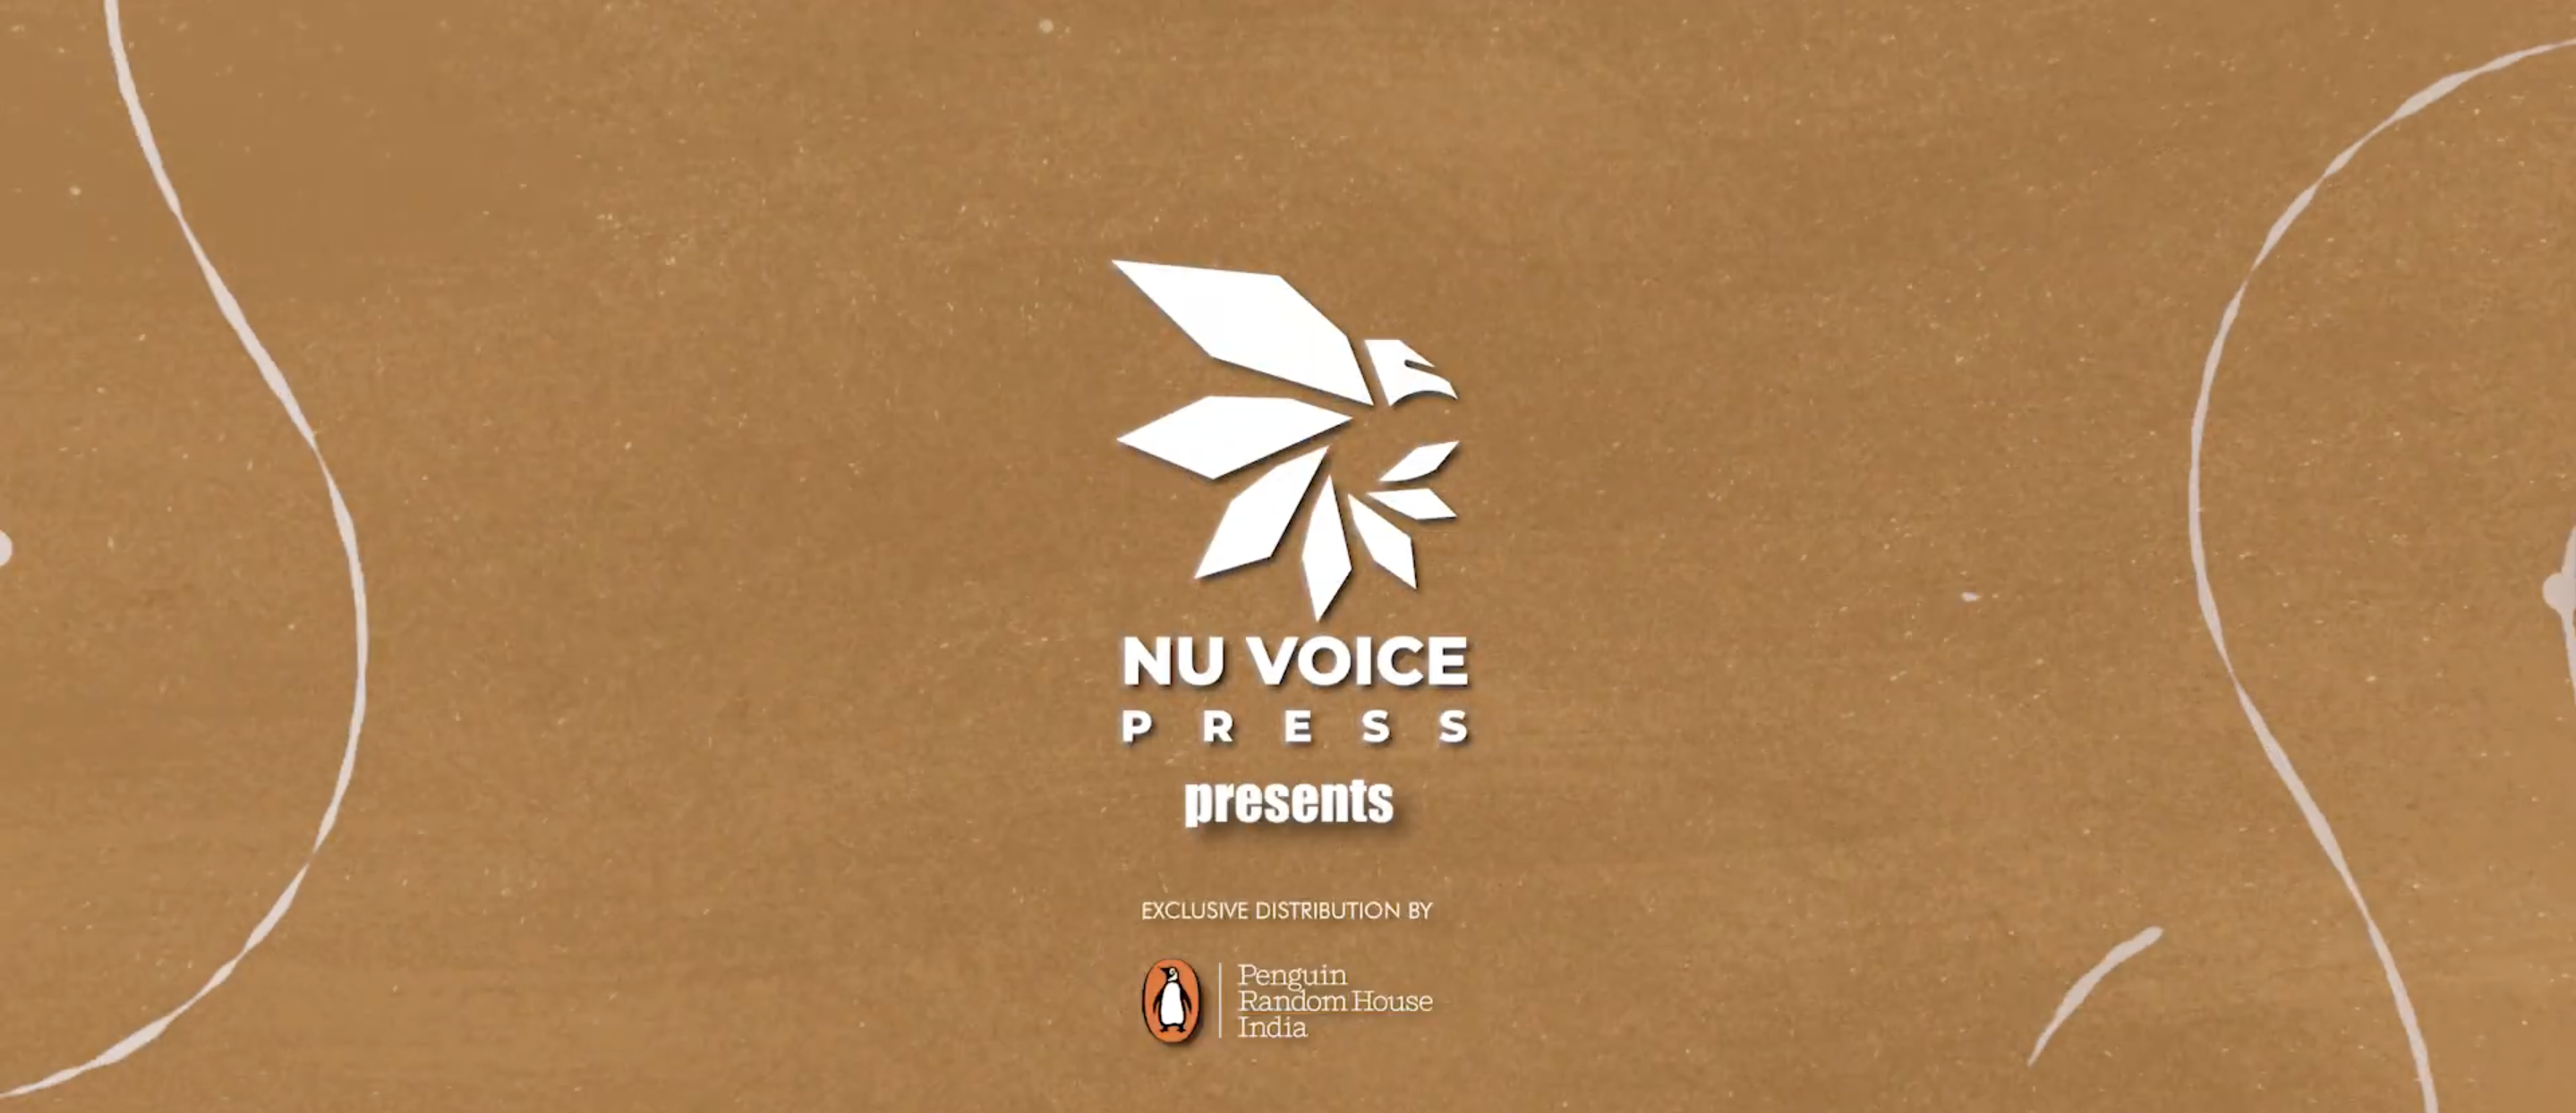 NU VOICE
PRESS
presents
EXCLUSIVE DISTRIBUTION BY
Penguin
Random House
India